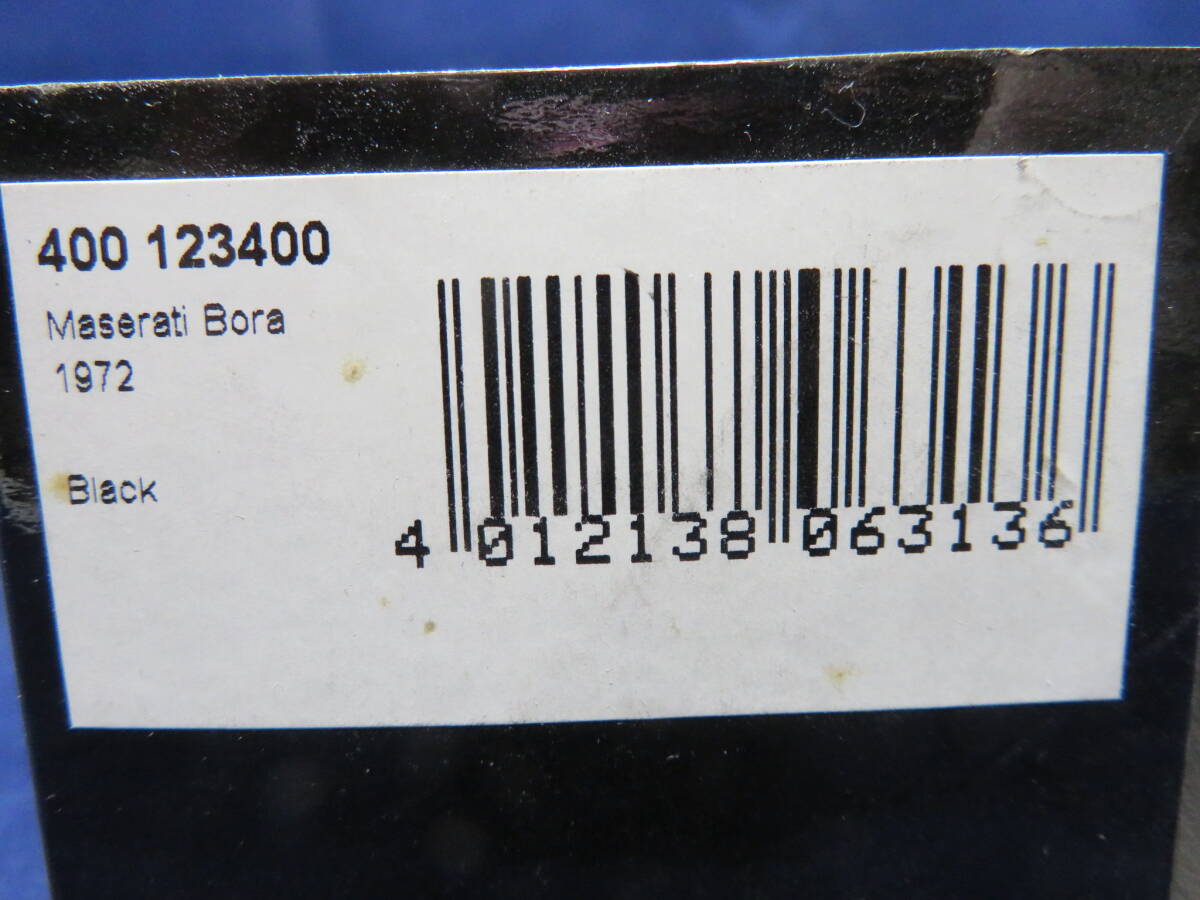 400 123400
Maserati Bora
1972
Black
4 012138 063136